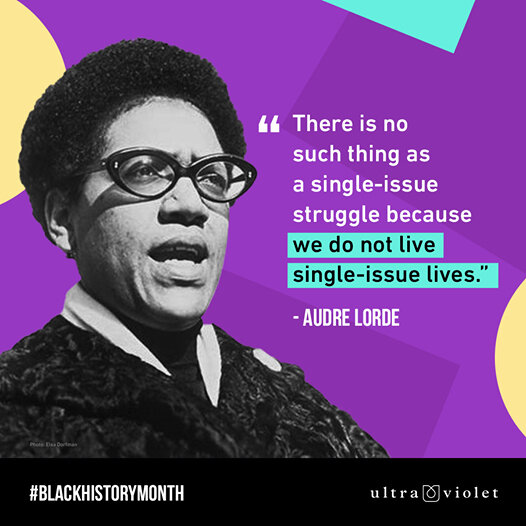 “ There is no
such thing as
a single-issue
struggle because
we do not live
single-issue lives.”
- AUDRE LORDE
Photo: Elsa Dorfman
#BLACKHISTORYMONTH
ultra violet